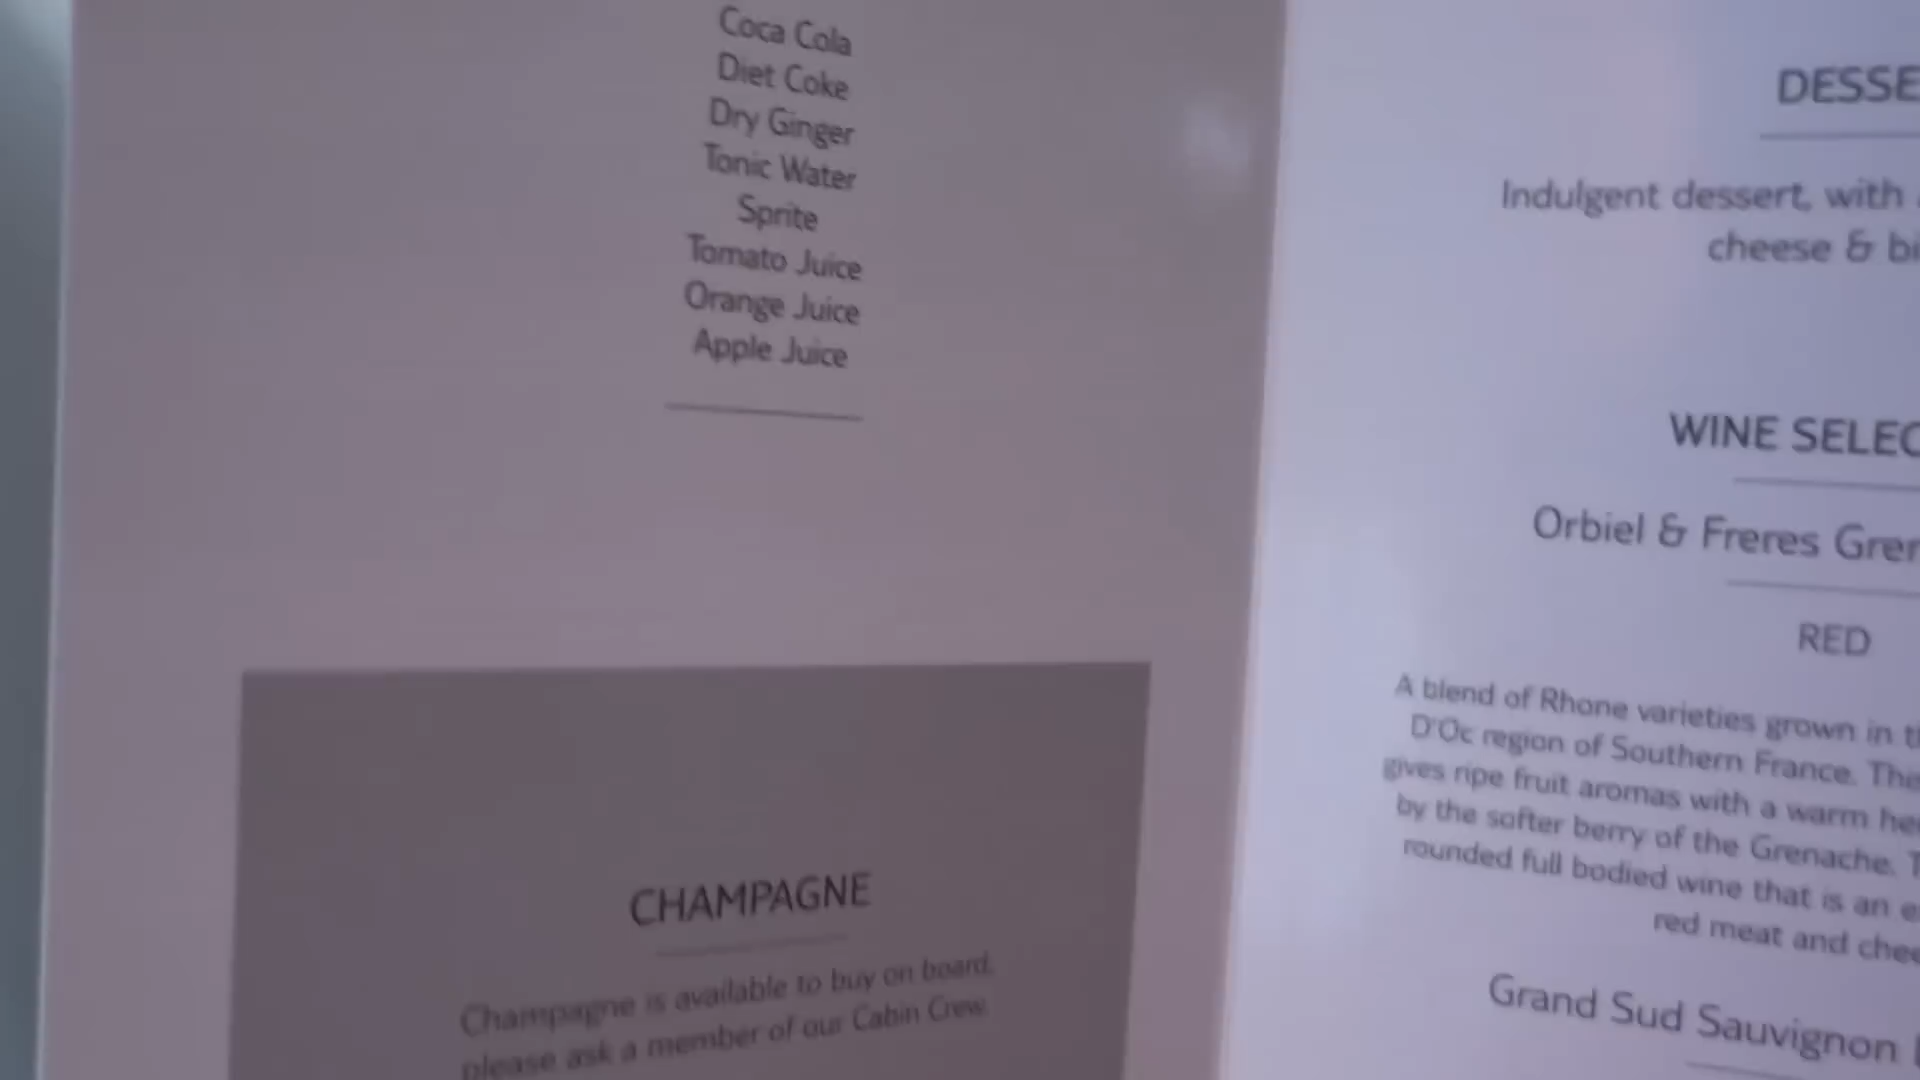 Coca Cola
Diet Coke
Dry Ginger
Tonic Water
Sprite
Tomato Juice
Orange Juice
Apple Juice
CHAMPAGNE
Champagne is available to buy on board,
please ask a member of our Cabin Crew
DESSE
Indulgent dessert, with
cheese & bi
WINE SELEC
Orbiel & Freres Gren
RED
A blend of Rhone varieties grown in th
D'Oc region of Southern France. The
gives ripe fruit aromas with a warm he
by the softer berry of the Grenache. T
rounded full bodied wine that is an e
red meat and chee
Grand Sud Sauvignon